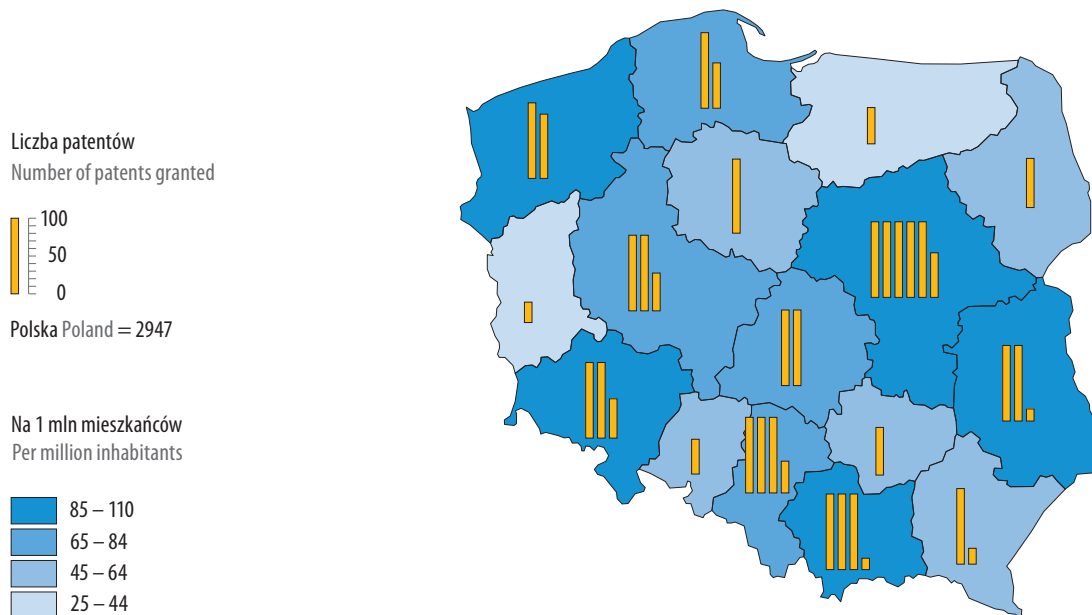 Liczba patentów
Number of patents granted
100
50
0
Polska Poland = 2947
Na 1 mln mieszkańców
Per million inhabitants
85 – 110
65 – 84
45 – 64
25 – 44